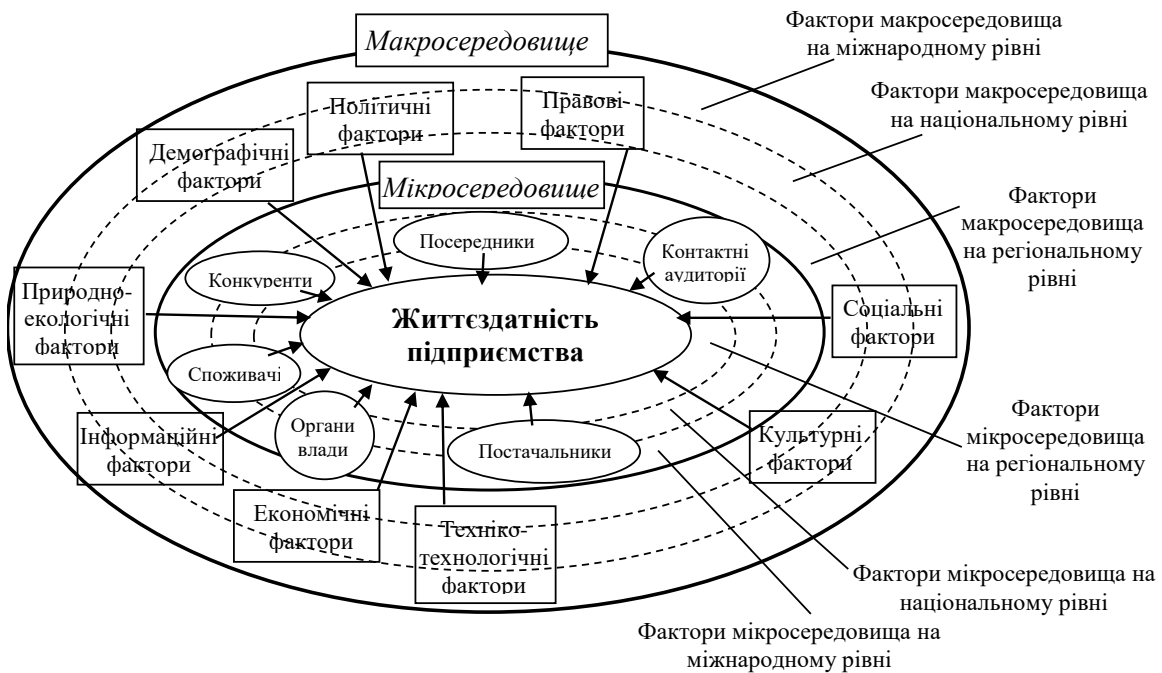 Макросередовище
Фактори макросередовища
на міжнародному рівні
Політичні
фактори
Правові
фактори
Фактори макросередовища
на національному рівні
Демографічні
фактори
Мікросередовище
Фактори
макросередовища
на регіональному
рівні
Посередники
Контактні
аудиторії
Конкуренти
Природно-
екологічні
фактори
Життєздатність
підприємства
Соціальні
фактори
Споживачі
Інформаційні
фактори
Органи
влади
Постачальники
Культурні
фактори
Фактори
мікросередовища
на регіональному
рівні
Економічні
фактори
Техніко-
технологічні
фактори
Фактори мікросередовища на
національному рівні
Фактори мікросередовища на
міжнародному рівні